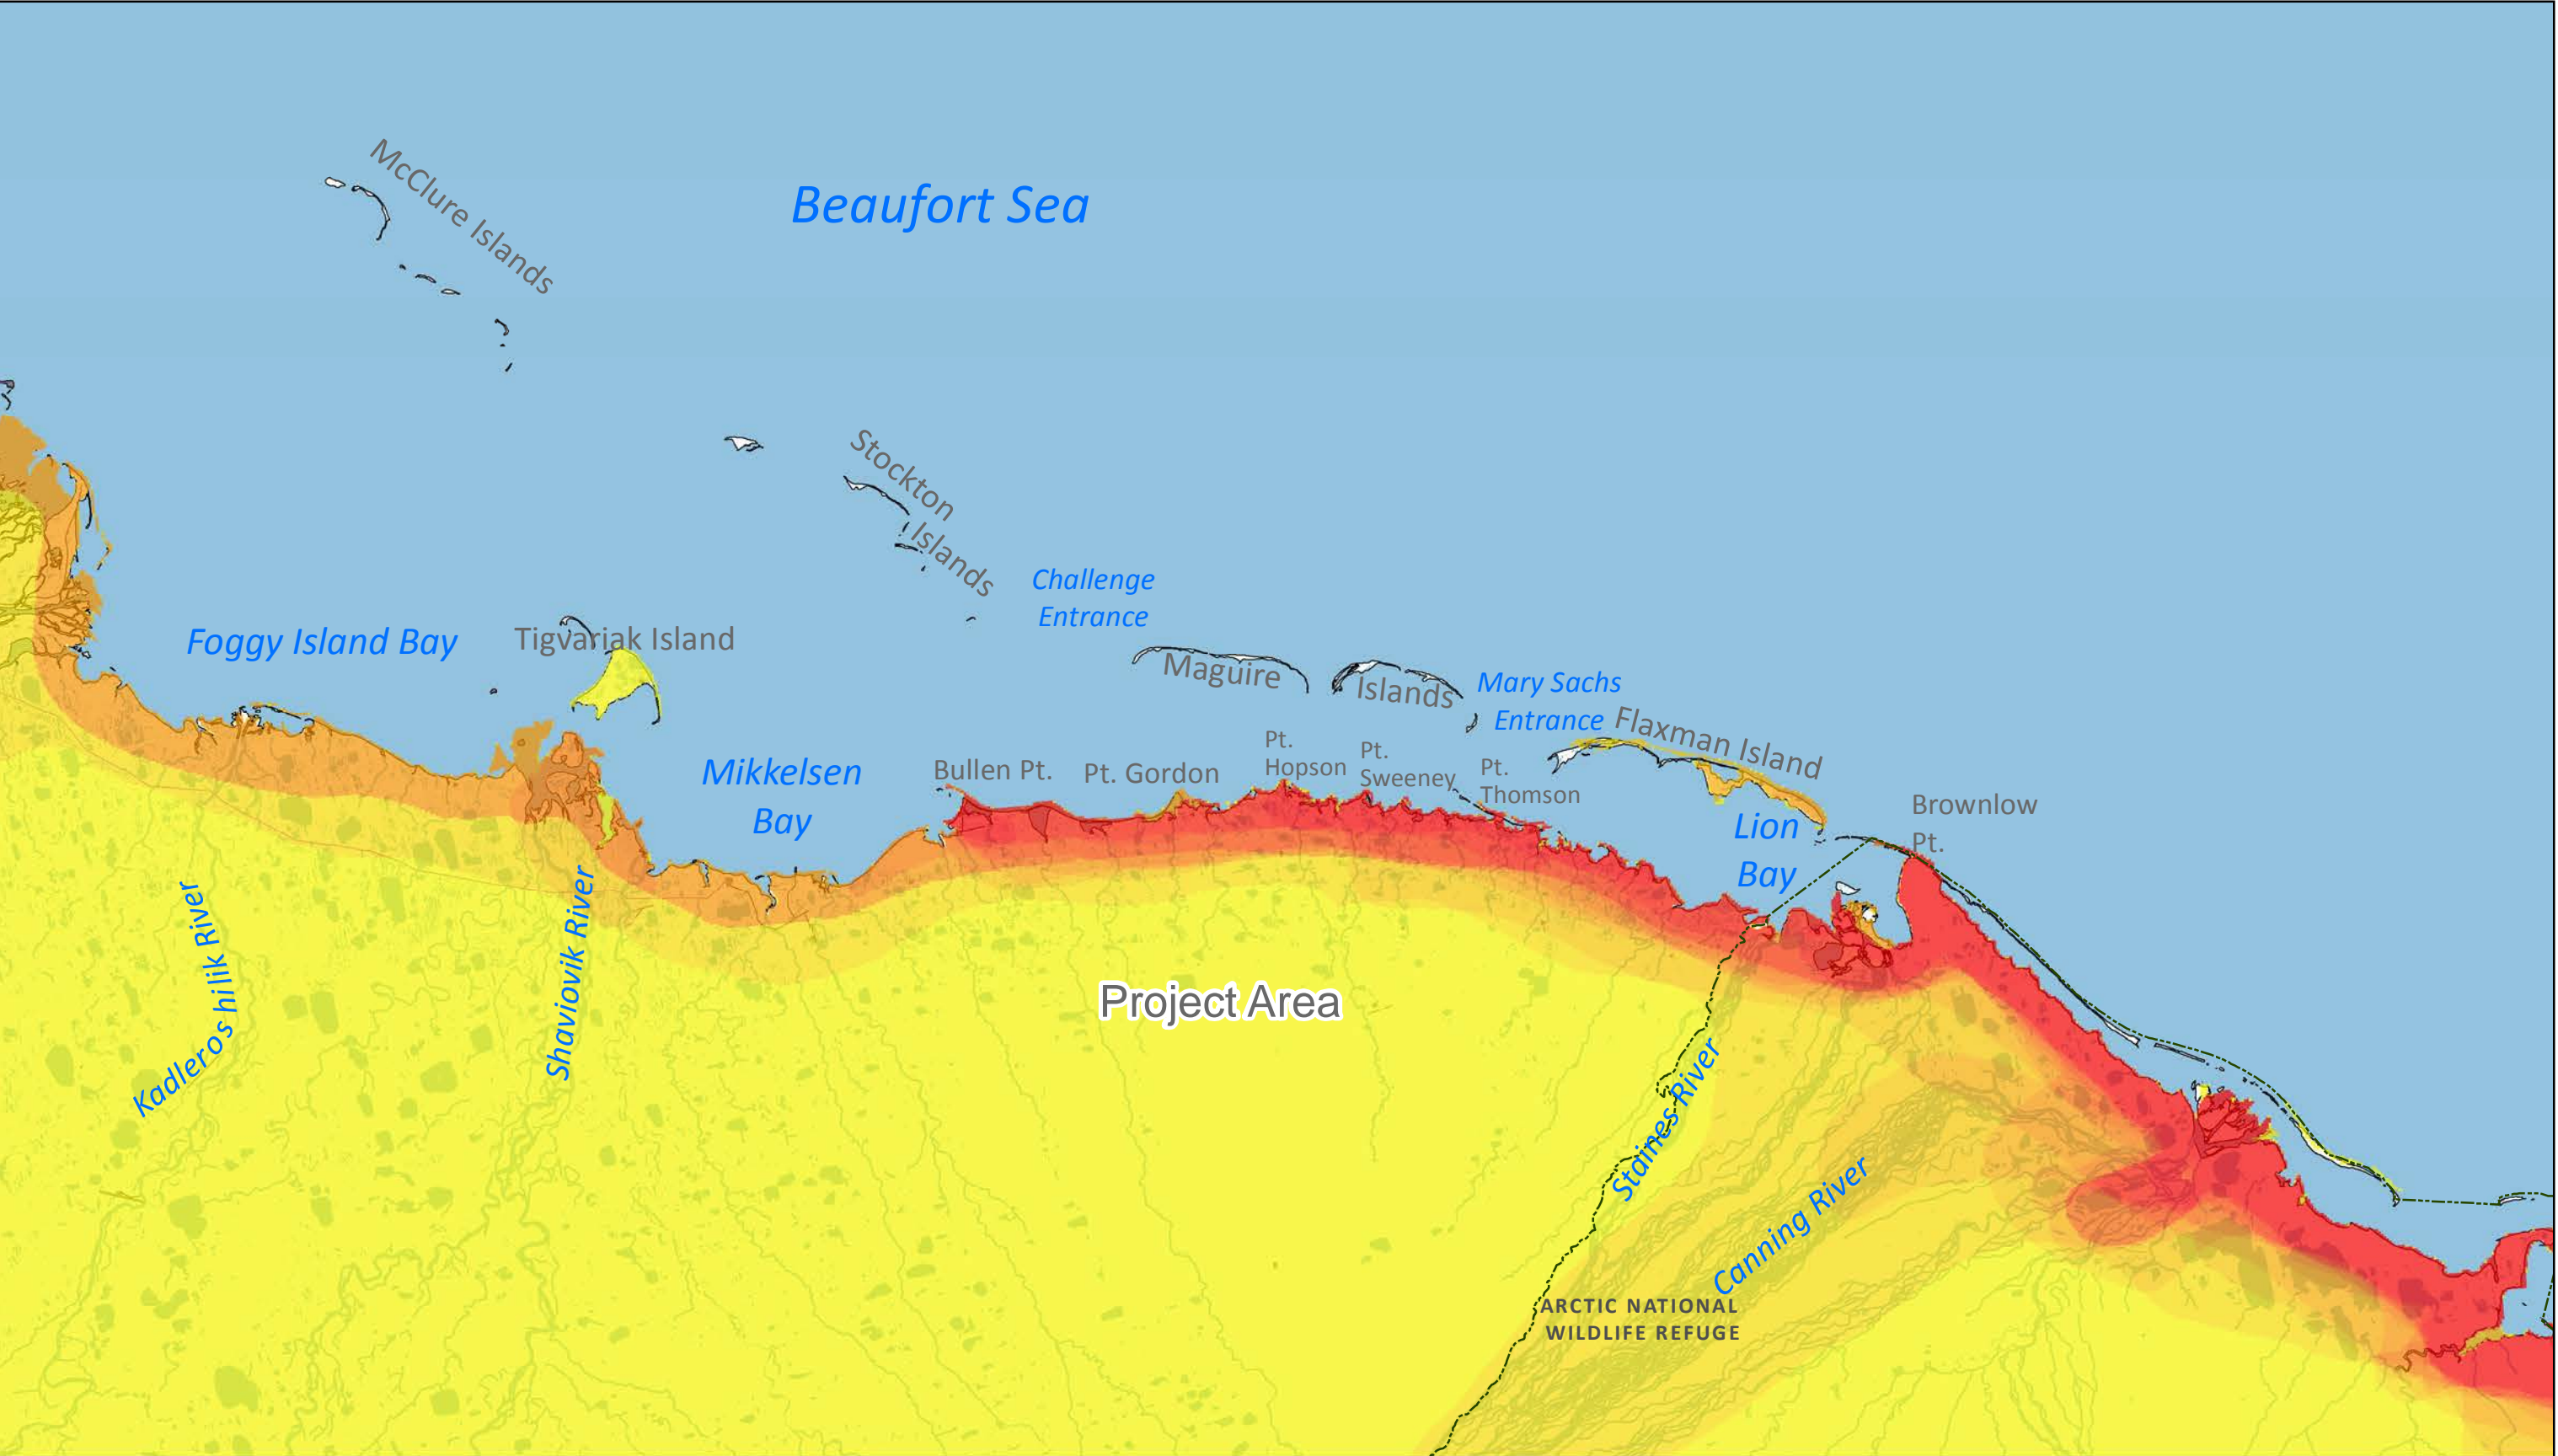 McClure Islands
Beaufort Sea
Stockton
Islands
Challenge
Entrance
Foggy Island Bay
Tigvariak Island
Maguire
Islands
Mary Sachs
Entrance
Flaxman Island
Mikkelsen
Bay
Bullen Pt.
Pt. Gordon
Pt.
Hopson
Pt.
Sweeney
Pt.
Thomson
Lion
Bay
Brownlow
Pt.
Kadleros hilik River
Shaviovik River
Project Area
Staines River
Canning River
ARCTIC NATIONAL
WILDLIFE REFUGE